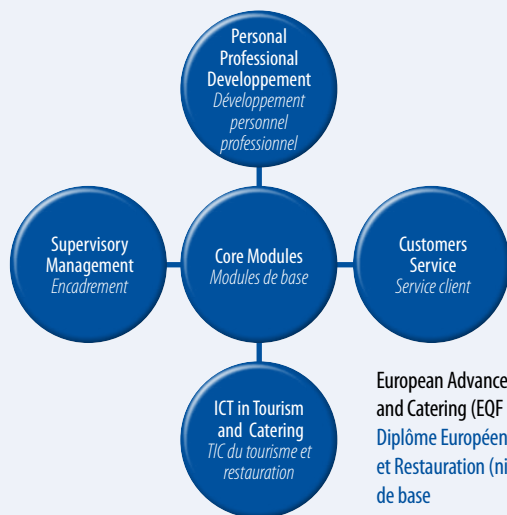 Personal
Professional
Developpement
Développement
personnel
professionnel
Supervisory
Management
Encadrement
Core Modules
Modules de base
Customers
Service
Service client
ICT in Tourism
and Catering
TIC du tourisme et
restauration
European Advance
and Catering (EQF
Diplôme Européen
et Restauration (ni
de base